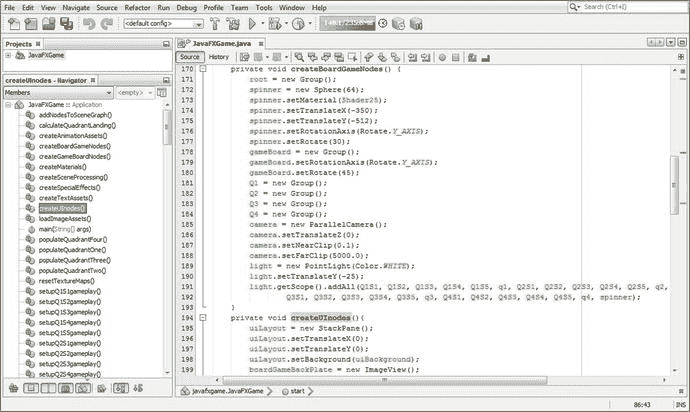 File Edit View Navigate Source Refactor Run Debug Profile Team Tools Window Help
Search (Ctrl+I)
<default config>
Projects
JavaFXGame
createUInodes - Navigator
Members
<empty>
JavaFXGame :: Application
addNodesToSceneGraph()
calculateQuadrantLanding()
createAnimationAssets()
createBoardGameNodes()
createGameBoardNodes()
createMaterials()
createSceneProcessing()
createSpecialEffects()
createTextAssets()
createUInodes()
loadImageAssets()
main(String[] args)
populateQuadrantFour()
populateQuadrantOne()
populateQuadrantThree()
populateQuadrantTwo()
resetTextureMaps()
setupQ1S1gameplay()
setupQ1S2gameplay()
setupQ1S3gameplay()
setupQ1S4gameplay()
setupQ1S5gameplay()
setupQ2S1gameplay()
setupQ2S2gameplay()
setupQ2S3gameplay()
setupQ2S4gameplay()
JavaFXGame.java
Source History
170 private void createBoardGameNodes() {
171 root = new Group();
172 spinner = new Sphere(64);
173 spinner.setMaterial(Shader25);
174 spinner.setTranslateX(-350);
175 spinner.setTranslateY(-512);
176 spinner.setRotationAxis(Rotate.Y_AXIS);
177 spinner.setRotate(30);
178 gameBoard = new Group();
179 gameBoard.setRotationAxis(Rotate.Y_AXIS);
180 gameBoard.setRotate(45);
181 Q1 = new Group();
182 Q2 = new Group();
183 Q3 = new Group();
184 Q4 = new Group();
185 camera = new ParallelCamera();
186 camera.setTranslateZ(0);
187 camera.setNearClip(0.1);
188 camera.setFarClip(5000.0);
189 light = new PointLight(Color.WHITE);
190 light.setTranslateY(-25);
191 light.getScope().addAll(Q1S1, Q1S2, Q1S3, Q1S4, Q1S5, q1, Q2S1, Q2S2, Q2S3, Q2S4, Q2S5, q2,
192 Q3S1, Q3S2, Q3S3, Q3S4, Q3S5, q3, Q4S1, Q4S2, Q4S3, Q4S4, Q4S5, q4, spinner);
193 }
194 private void createUInodes(){
195 uiLayout = new StackPane();
196 uiLayout.setTranslateX(0);
197 uiLayout.setTranslateY(0);
198 uiLayout.setBackground(uiBackground);
199 boardGameBackPlate = new ImageView();
javafxgame.JavaFXGame
start
86:43
INS